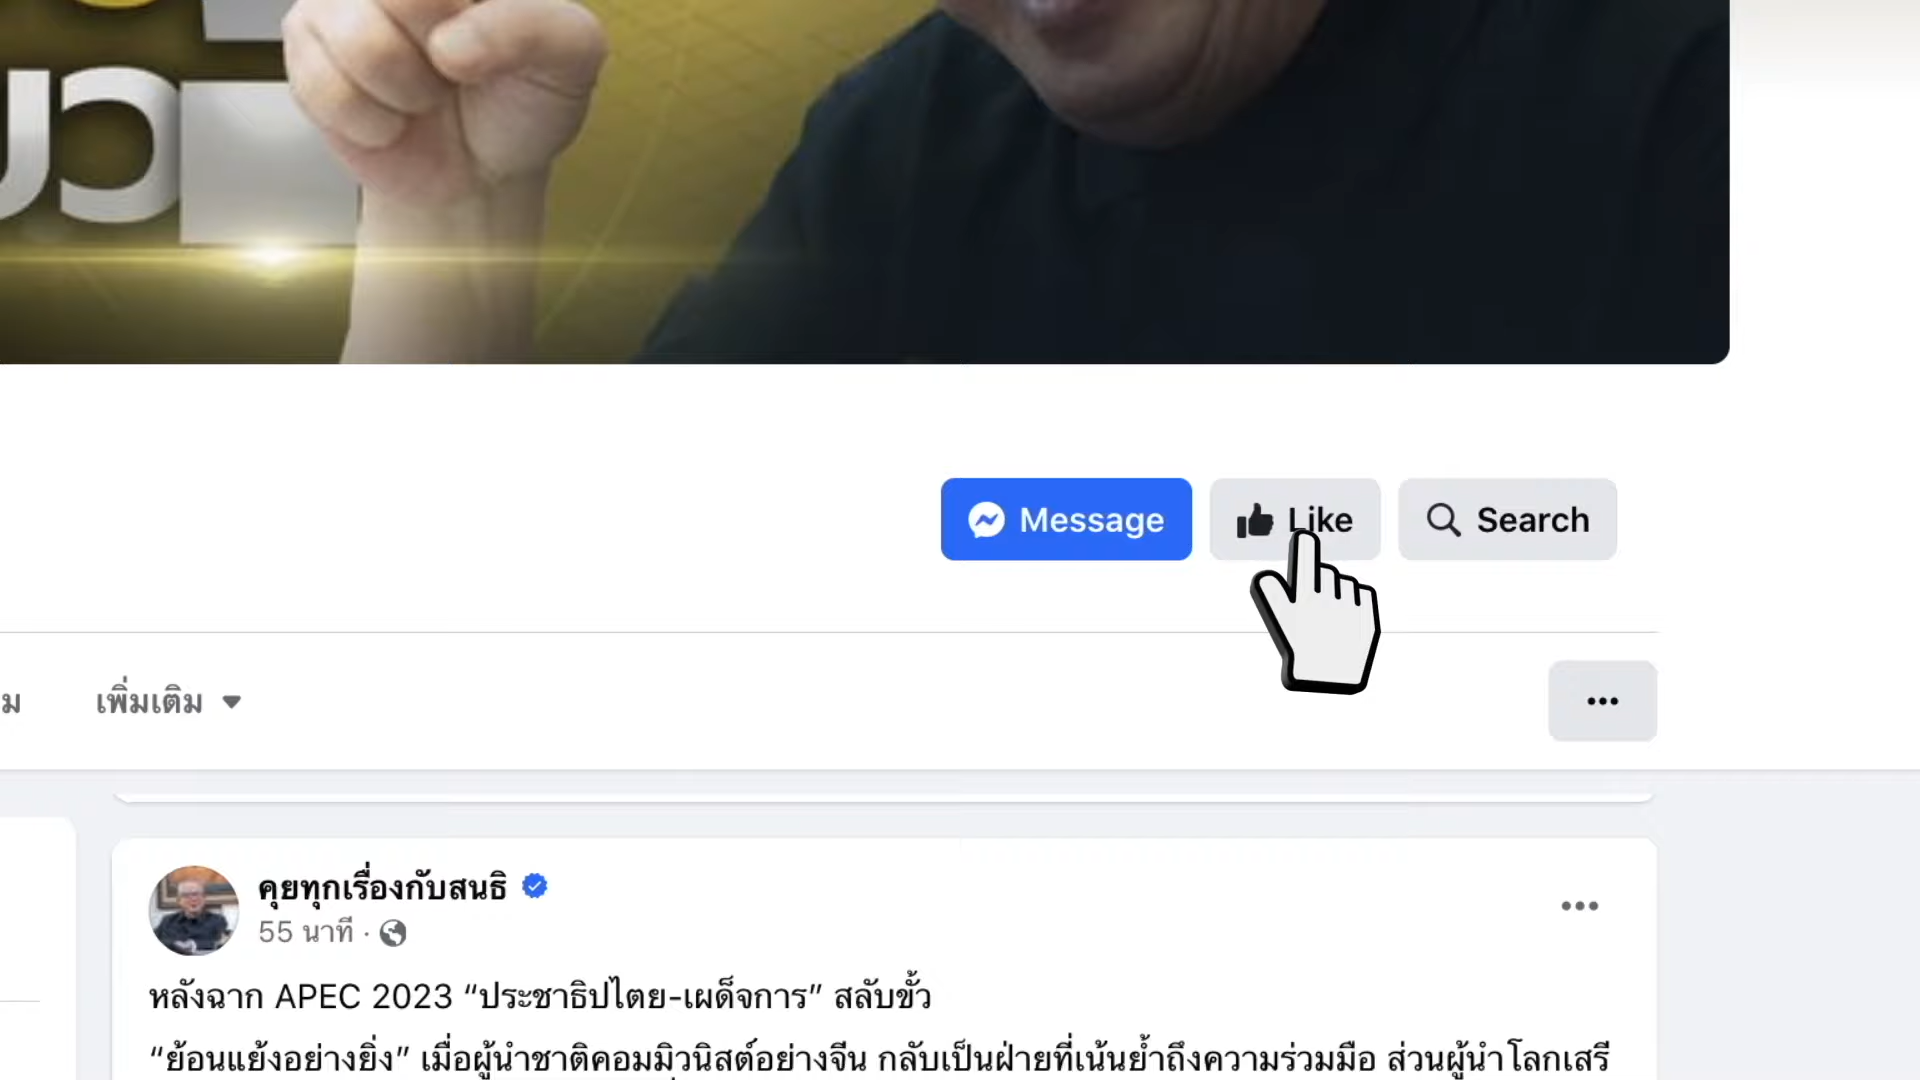 Message
Like
Search
เพิ่มเติม
คุยทุกเรื่องกับสนธิ
55 นาที ·
หลังฉาก APEC 2023 “ประชาธิปไตย-เผด็จการ” สลับขั้ว
“ย้อนแย้งอย่างยิ่ง” เมื่อผู้นำชาติคอมมิวนิสต์อย่างจีน กลับเป็นฝ่ายที่เน้นย้ำถึงความร่วมมือ ส่วนผู้นำโลกเสรี